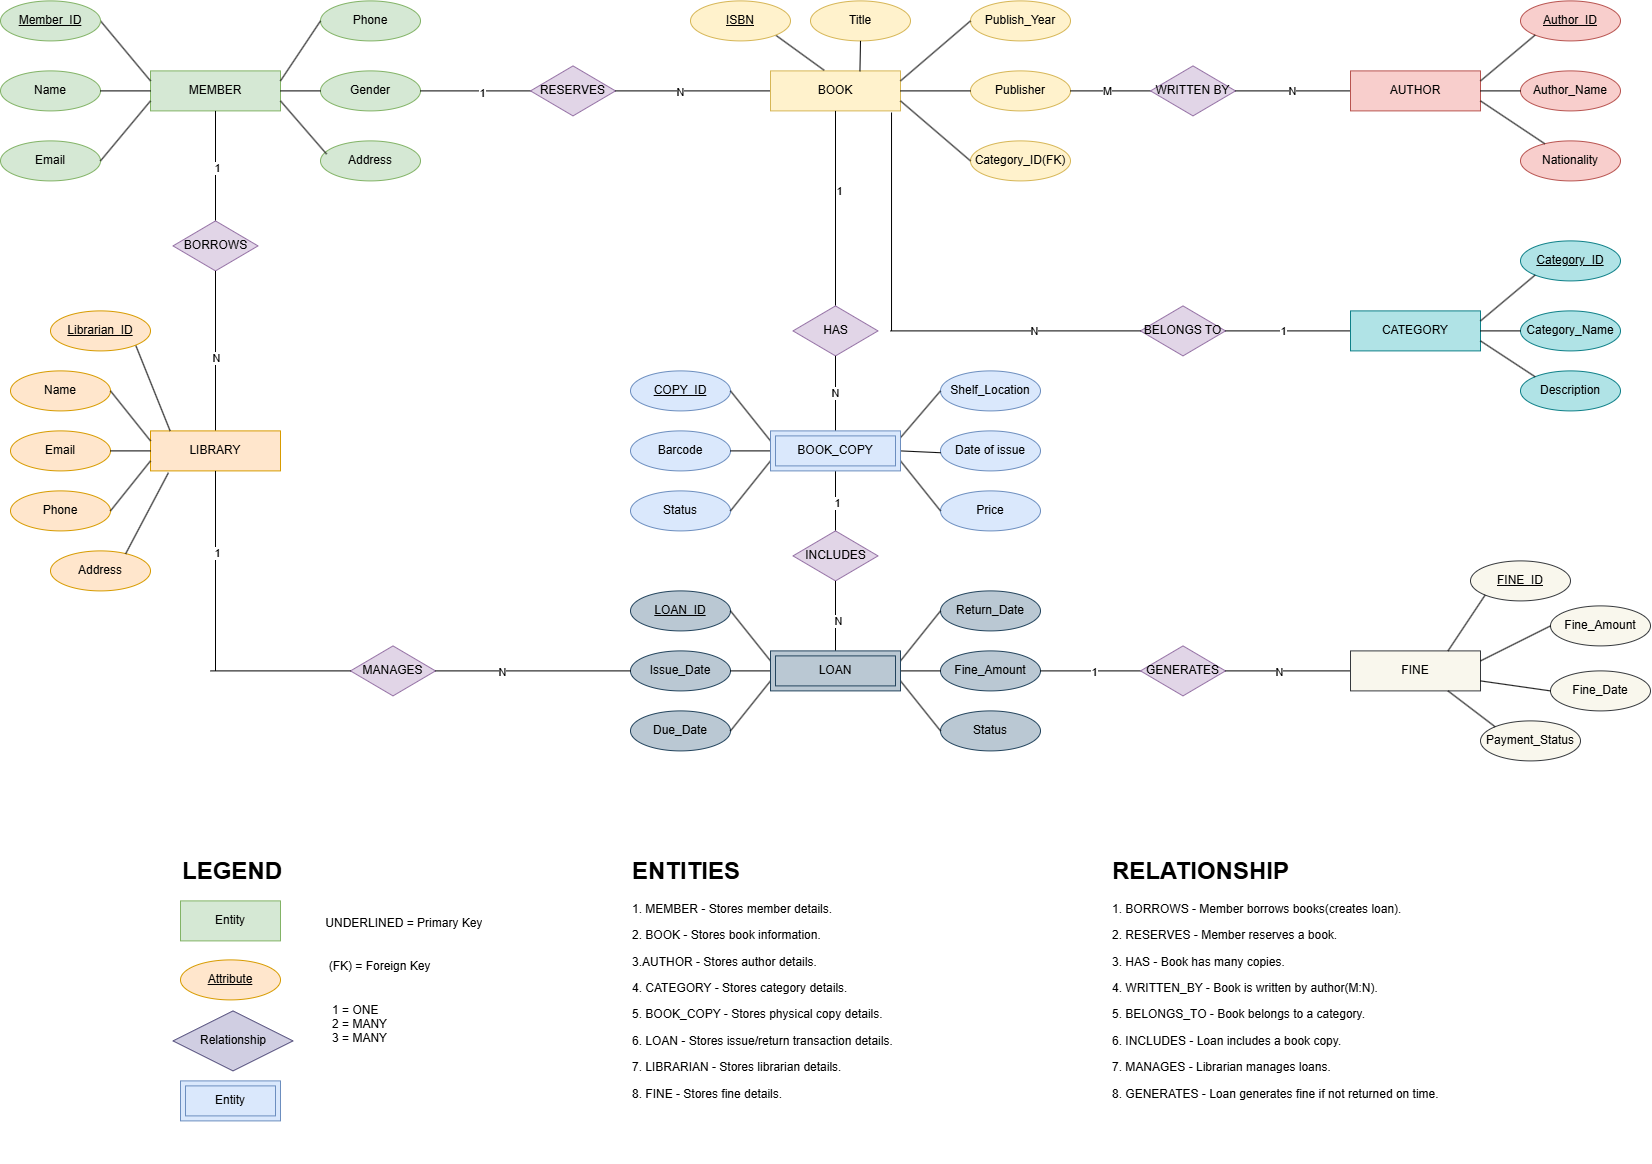 Member_ID
Phone
ISBN
Title
Publish_Year
Author_ID
Name
MEMBER
Gender
1
RESERVES
N
BOOK
Publisher
M
WRITTEN BY
N
AUTHOR
Author_Name
Email
Address
Category_ID(FK)
Nationality
1
1
BORROWS
Category_ID
Librarian_ID
HAS
N
BELONGS TO
1
CATEGORY
Category_Name
N
Name
COPY_ID
N
Shelf_Location
Description
Email
LIBRARY
Barcode
BOOK_COPY
Date of issue
Phone
Status
1
Price
1
INCLUDES
Address
FINE_ID
LOAN_ID
N
Return_Date
Fine_Amount
MANAGES
N
Issue_Date
LOAN
Fine_Amount
1
GENERATES
N
FINE
Fine_Date
Due_Date
Status
Payment_Status
LEGEND
Entity
UNDERLINED = Primary Key
(FK) = Foreign Key
Attribute
1 = ONE
2 = MANY
3 = MANY
Relationship
Entity
ENTITIES
1. MEMBER - Stores member details.
2. BOOK - Stores book information.
3.AUTHOR - Stores author details.
4. CATEGORY - Stores category details.
5. BOOK_COPY - Stores physical copy details.
6. LOAN - Stores issue/return transaction details.
7. LIBRARIAN - Stores librarian details.
8. FINE - Stores fine details.
RELATIONSHIP
1. BORROWS - Member borrows books(creates loan).
2. RESERVES - Member reserves a book.
3. HAS - Book has many copies.
4. WRITTEN_BY - Book is written by author(M:N).
5. BELONGS_TO - Book belongs to a category.
6. INCLUDES - Loan includes a book copy.
7. MANAGES - Librarian manages loans.
8. GENERATES - Loan generates fine if not returned on time.